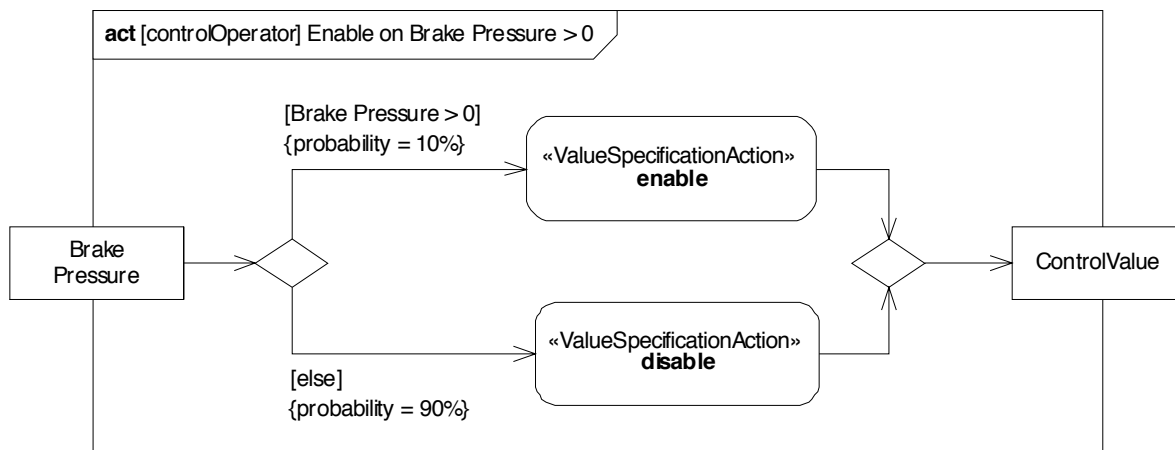 act [controlOperator] Enable on Brake Pressure > 0
[Brake Pressure > 0]
{probability = 10%}
«ValueSpecificationAction»
enable
Brake
Pressure
ControlValue
«ValueSpecificationAction»
disable
[else]
{probability = 90%}